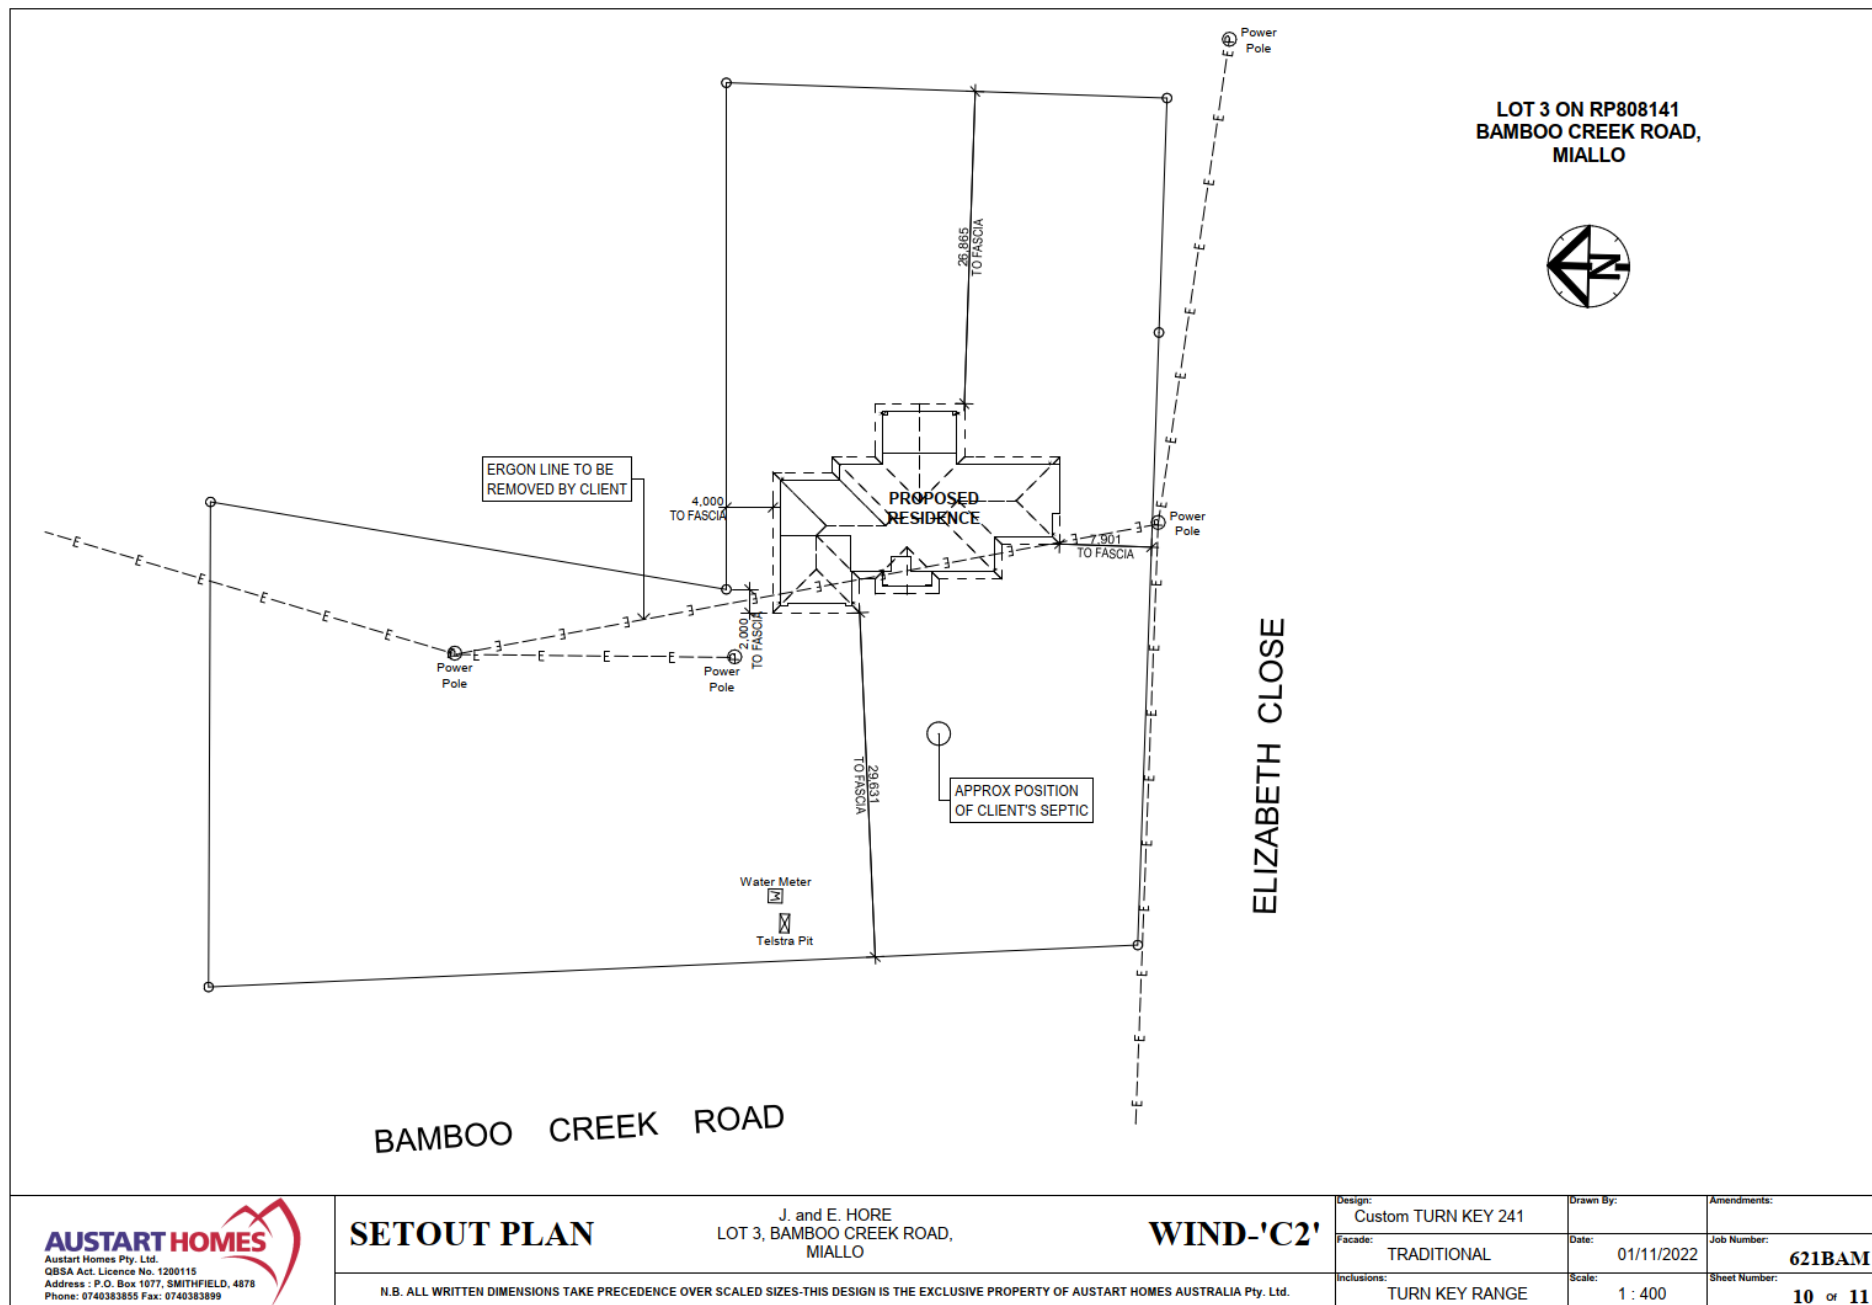 Power
Pole
LOT 3 ON RP808141
BAMBOO CREEK ROAD,
MIALLO
N
26,865
TO FASCIA
ERGON LINE TO BE
REMOVED BY CLIENT
4,000
TO FASCIA
PROPOSED
RESIDENCE
Power
Pole
7,901
TO FASCIA
2,000
TO FASCIA
Power
Pole
Power
Pole
29,631
TO FASCIA
APPROX POSITION
OF CLIENT'S SEPTIC
ELIZABETH CLOSE
Water Meter
M
Telstra Pit
BAMBOO CREEK ROAD
E E E E E E E E E E E E E E E E E E E E E E E E E E E E E E E E E E E E
AUSTART HOMES
Austart Homes Pty. Ltd.
QBSA Act. Licence No. 1200115
Address : P.O. Box 1077, SMITHFIELD, 4878
Phone: 0740383855 Fax: 0740383899
SETOUT PLAN
J. and E. HORE
LOT 3, BAMBOO CREEK ROAD,
MIALLO
WIND-'C2'
N.B. ALL WRITTEN DIMENSIONS TAKE PRECEDENCE OVER SCALED SIZES-THIS DESIGN IS THE EXCLUSIVE PROPERTY OF AUSTART HOMES AUSTRALIA Pty. Ltd.
Design:
Custom TURN KEY 241
Drawn By:
Amendments:
Facade:
TRADITIONAL
Date:
01/11/2022
Job Number:
621BAM
Inclusions:
TURN KEY RANGE
Scale:
1 : 400
Sheet Number:
10 OF 11